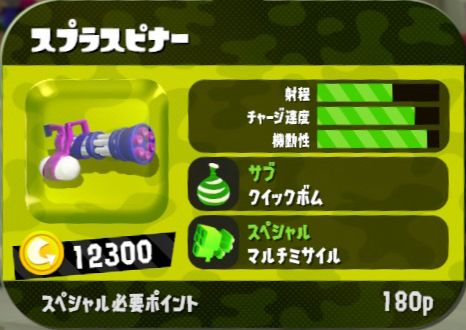 スプラスピナー
射程
チャージ速度
機動性
サブ
クイックボム
スペシャル
マルチミサイル
12300
スペシャル必要ポイント 180p